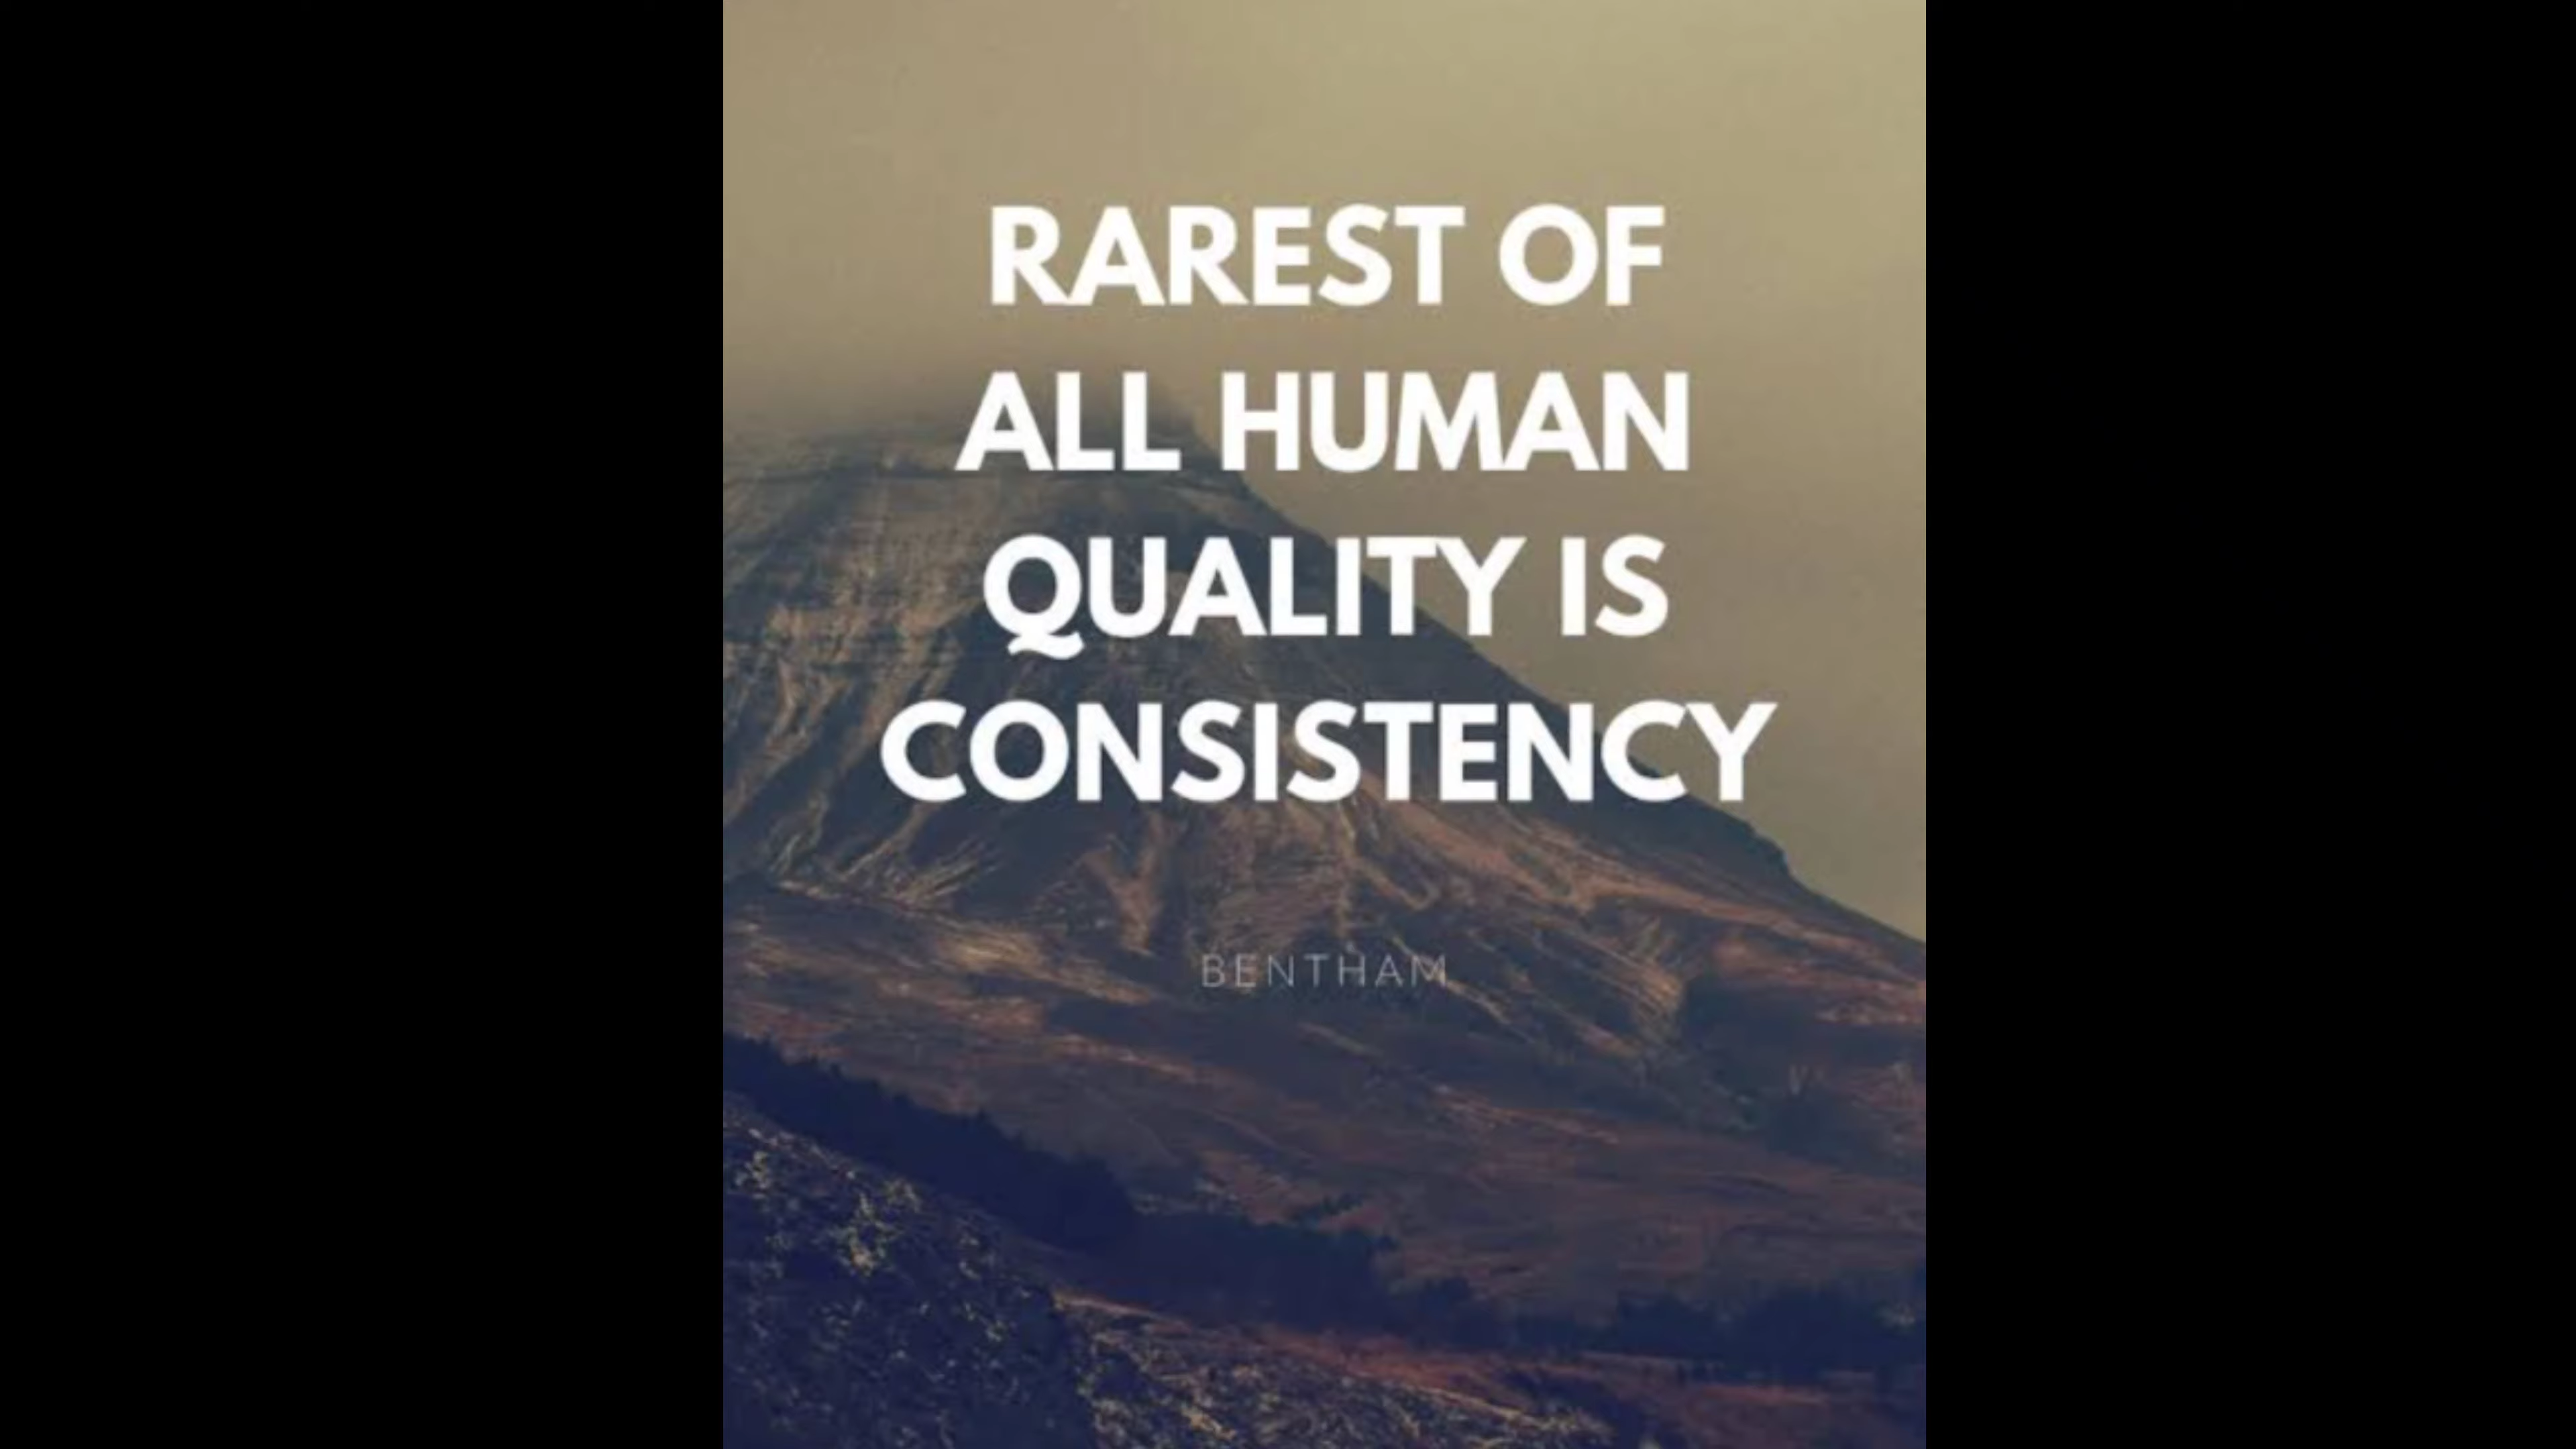 RAREST OF
ALL HUMAN
QUALITY IS
CONSISTENCY
BENTHAM